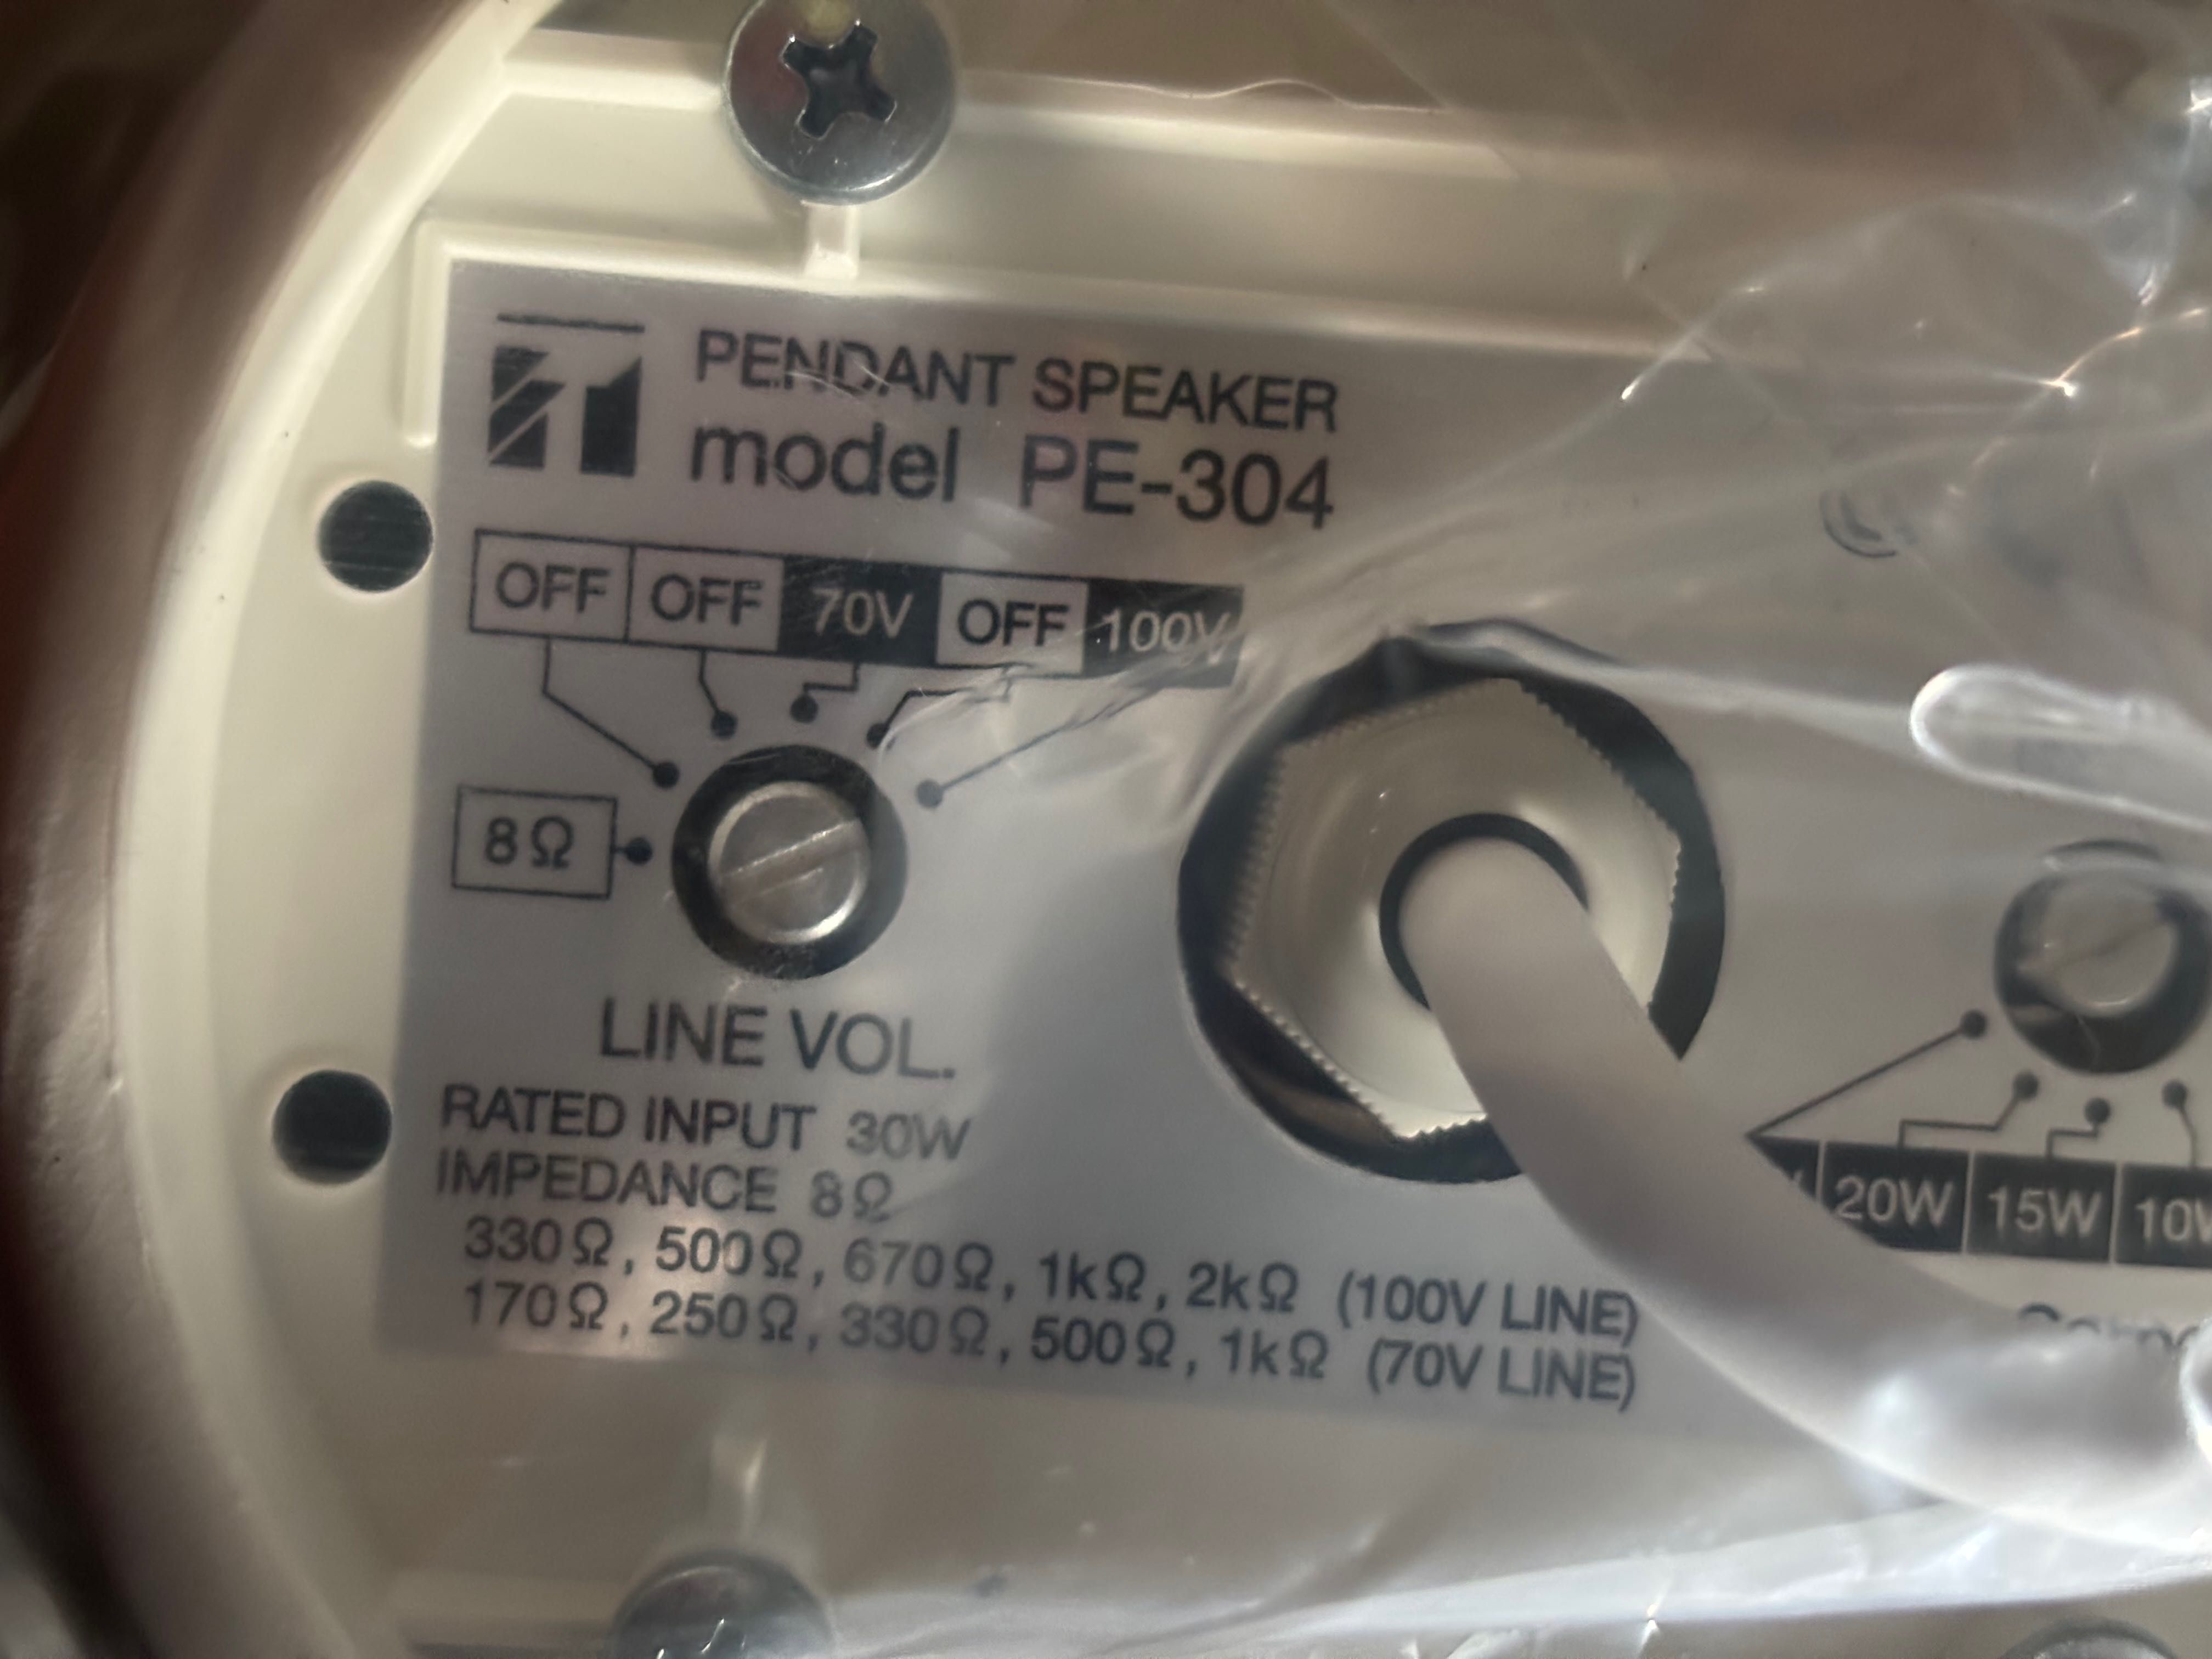 PENDANT SPEAKER
model PE-304
OFF OFF 70V OFF 100V
8Ω
LINE VOL.
RATED INPUT 30W
IMPEDANCE 8Ω
330Ω, 500Ω, 670Ω, 1kΩ, 2kΩ (100V LINE)
170Ω, 250Ω, 330Ω, 500Ω, 1kΩ (70V LINE)
20W 15W